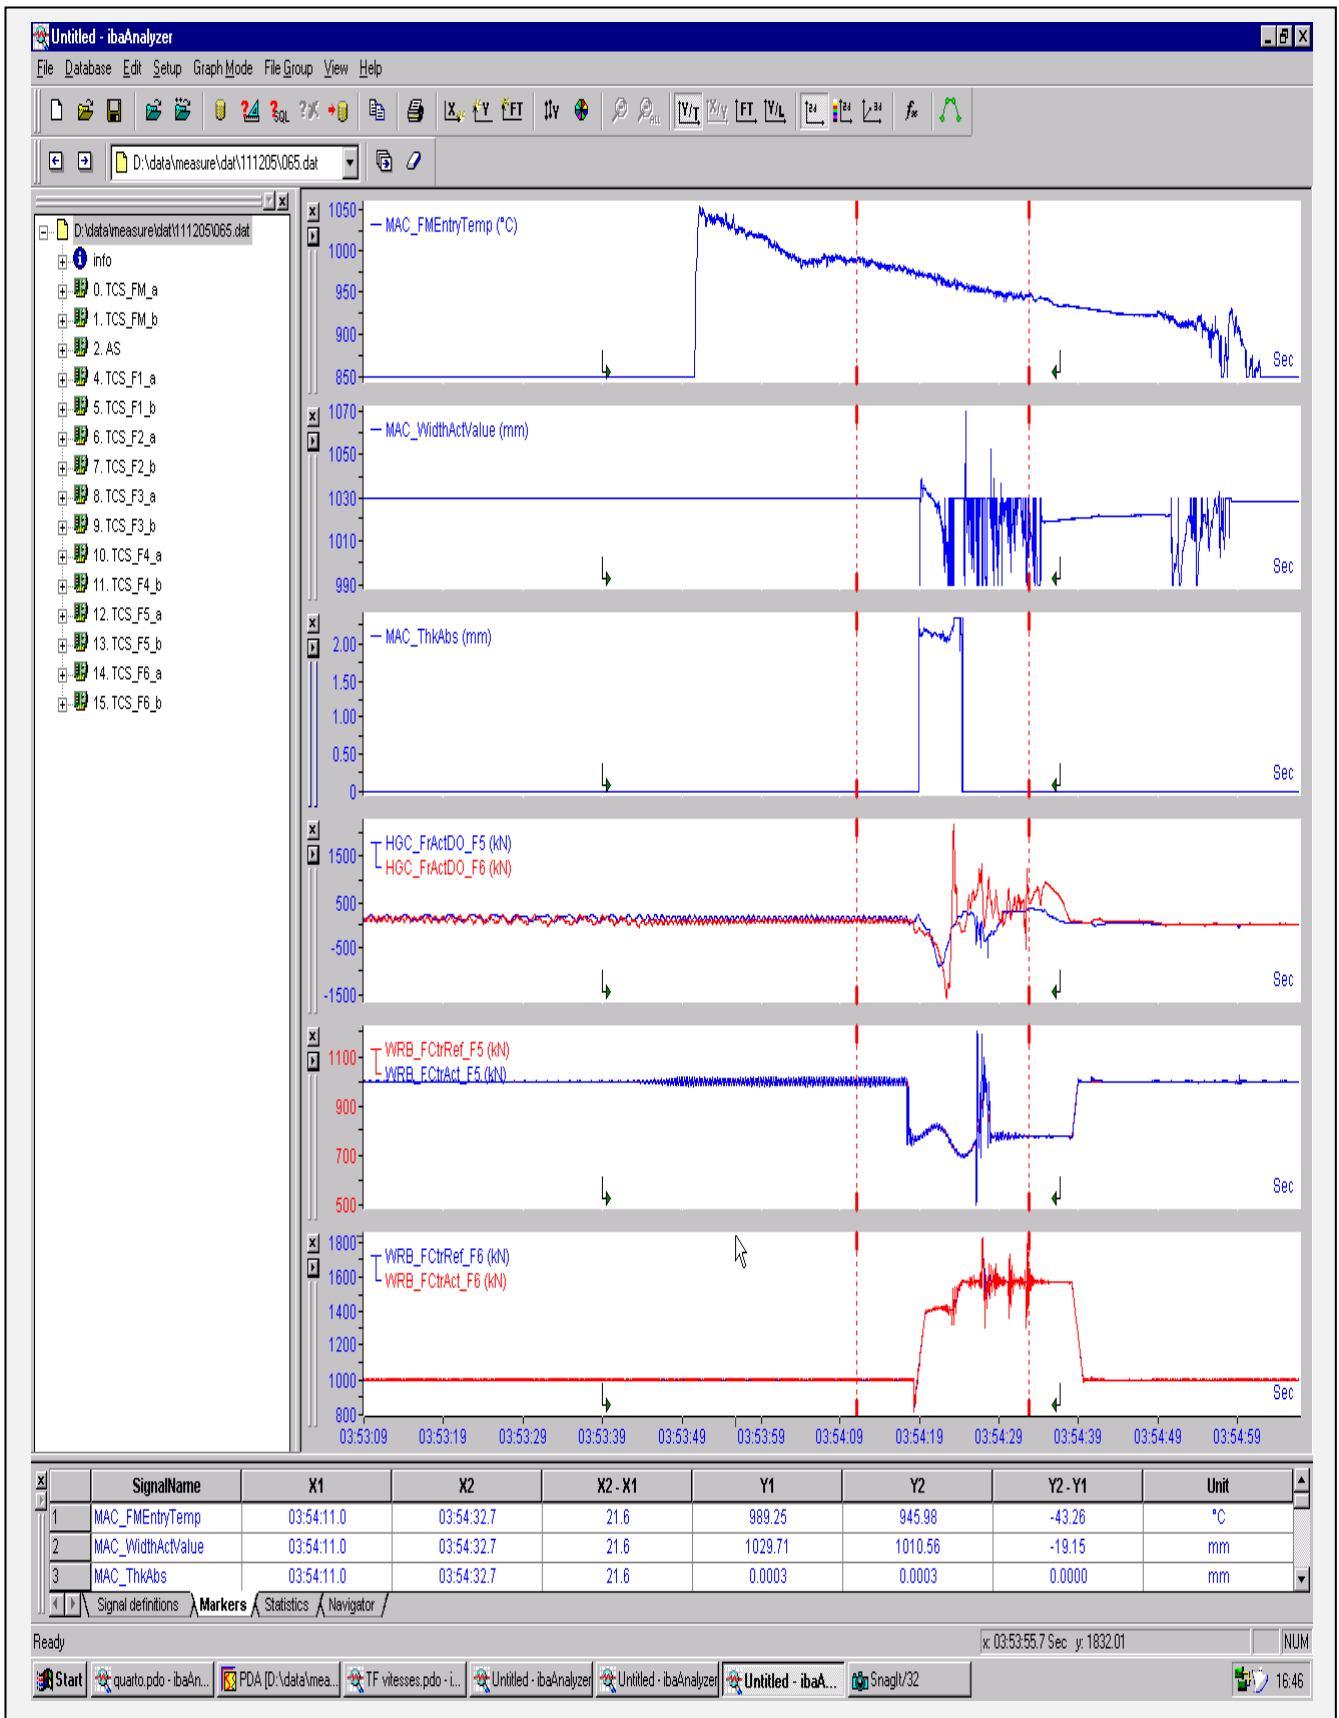 Untitled - ibaAnalyzer
File Database Edit Setup Graph Mode File Group View Help
D:\data\measure\dat\111205\065.dat
D:\data\measure\dat\111205\065.dat
info
0. TCS_FM_a
1. TCS_FM_b
2. AS
4. TCS_F1_a
5. TCS_F1_b
6. TCS_F2_a
7. TCS_F2_b
8. TCS_F3_a
9. TCS_F3_b
10. TCS_F4_a
11. TCS_F4_b
12. TCS_F5_a
13. TCS_F5_b
14. TCS_F6_a
15. TCS_F6_b
1050
1000
950
900
850
MAC_FMEntryTemp (°C)
Sec
1070
1050
1030
1010
990
MAC_WidthActValue (mm)
Sec
2.00
1.50
1.00
0.50
0
MAC_ThkAbs (mm)
Sec
1500
500
-500
-1500
HGC_FrActDO_F5 (kN)
HGC_FrActDO_F6 (kN)
Sec
1100
900
700
500
WRB_FCtrRef_F5 (kN)
WRB_FCtrAct_F5 (kN)
Sec
1800
1600
1400
1200
1000
800
WRB_FCtrRef_F6 (kN)
WRB_FCtrAct_F6 (kN)
Sec
03:53:09 03:53:19 03:53:29 03:53:39 03:53:49 03:53:59 03:54:09 03:54:19 03:54:29 03:54:39 03:54:49 03:54:59
SignalName X1 X2 X2 - X1 Y1 Y2 Y2 - Y1 Unit
1 MAC_FMEntryTemp 03:54:11.0 03:54:32.7 21.6 989.25 945.98 -43.26 °C
2 MAC_WidthActValue 03:54:11.0 03:54:32.7 21.6 1029.71 1010.56 -19.15 mm
3 MAC_ThkAbs 03:54:11.0 03:54:32.7 21.6 0.0003 0.0003 0.0000 mm
Signal definitions Markers Statistics Navigator
Ready x: 03:53:55.7 Sec y: 1832.01 NUM
Start quarto.pdo - ibaAn... PDA [D:\data\mea... TF vitesses.pdo - i... Untitled - ibaAnalyzer Untitled - ibaAnalyzer Untitled - ibaA... SnagIt/32 16:46